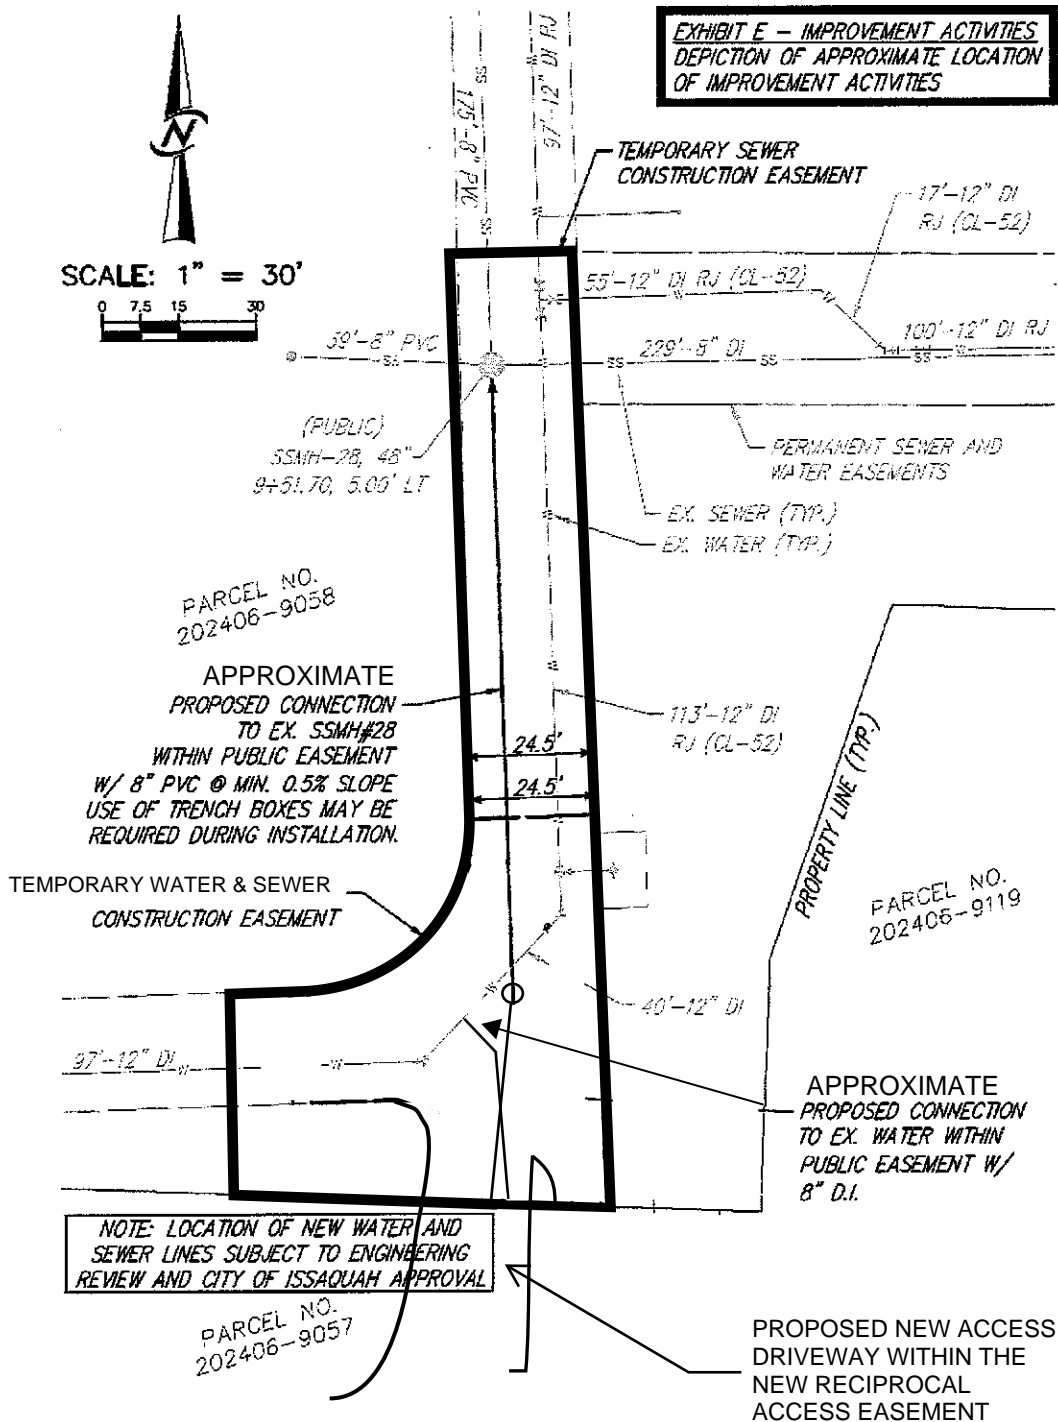 EXHIBIT E – IMPROVEMENT ACTIVITIES
DEPICTION OF APPROXIMATE LOCATION
OF IMPROVEMENT ACTIVITIES
N
SCALE: 1" = 30'
0 7.5 15 30
175'-8" PVC
SS
SS
97'-12" DI RJ
W
W
TEMPORARY SEWER
CONSTRUCTION EASEMENT
17'-12" DI
RJ (CL-52)
55'-12" DI RJ (CL-52)
100'-12" DI RJ
39'-8" PVC
SS
229'-8" DI
SS
SS
SS
(PUBLIC)
SSMH-28, 48"
9+51.70, 5.00' LT
PERMANENT SEWER AND
WATER EASEMENTS
EX. SEWER (TYP.)
EX. WATER (TYP.)
PARCEL NO.
202406-9058
APPROXIMATE
PROPOSED CONNECTION
TO EX. SSMH#28
WITHIN PUBLIC EASEMENT
W/ 8" PVC @ MIN. 0.5% SLOPE
USE OF TRENCH BOXES MAY BE
REQUIRED DURING INSTALLATION.
113'-12" DI
RJ (CL-52)
24.5'
24.5'
PROPERTY LINE (TYP.)
TEMPORARY WATER & SEWER
CONSTRUCTION EASEMENT
PARCEL NO.
202406-9119
40'-12" DI
97'-12" DI
W
W
W
APPROXIMATE
PROPOSED CONNECTION
TO EX. WATER WITHIN
PUBLIC EASEMENT W/
8" D.I.
NOTE: LOCATION OF NEW WATER AND
SEWER LINES SUBJECT TO ENGINEERING
REVIEW AND CITY OF ISSAQUAH APPROVAL
PARCEL NO.
202406-9057
PROPOSED NEW ACCESS
DRIVEWAY WITHIN THE
NEW RECIPROCAL
ACCESS EASEMENT